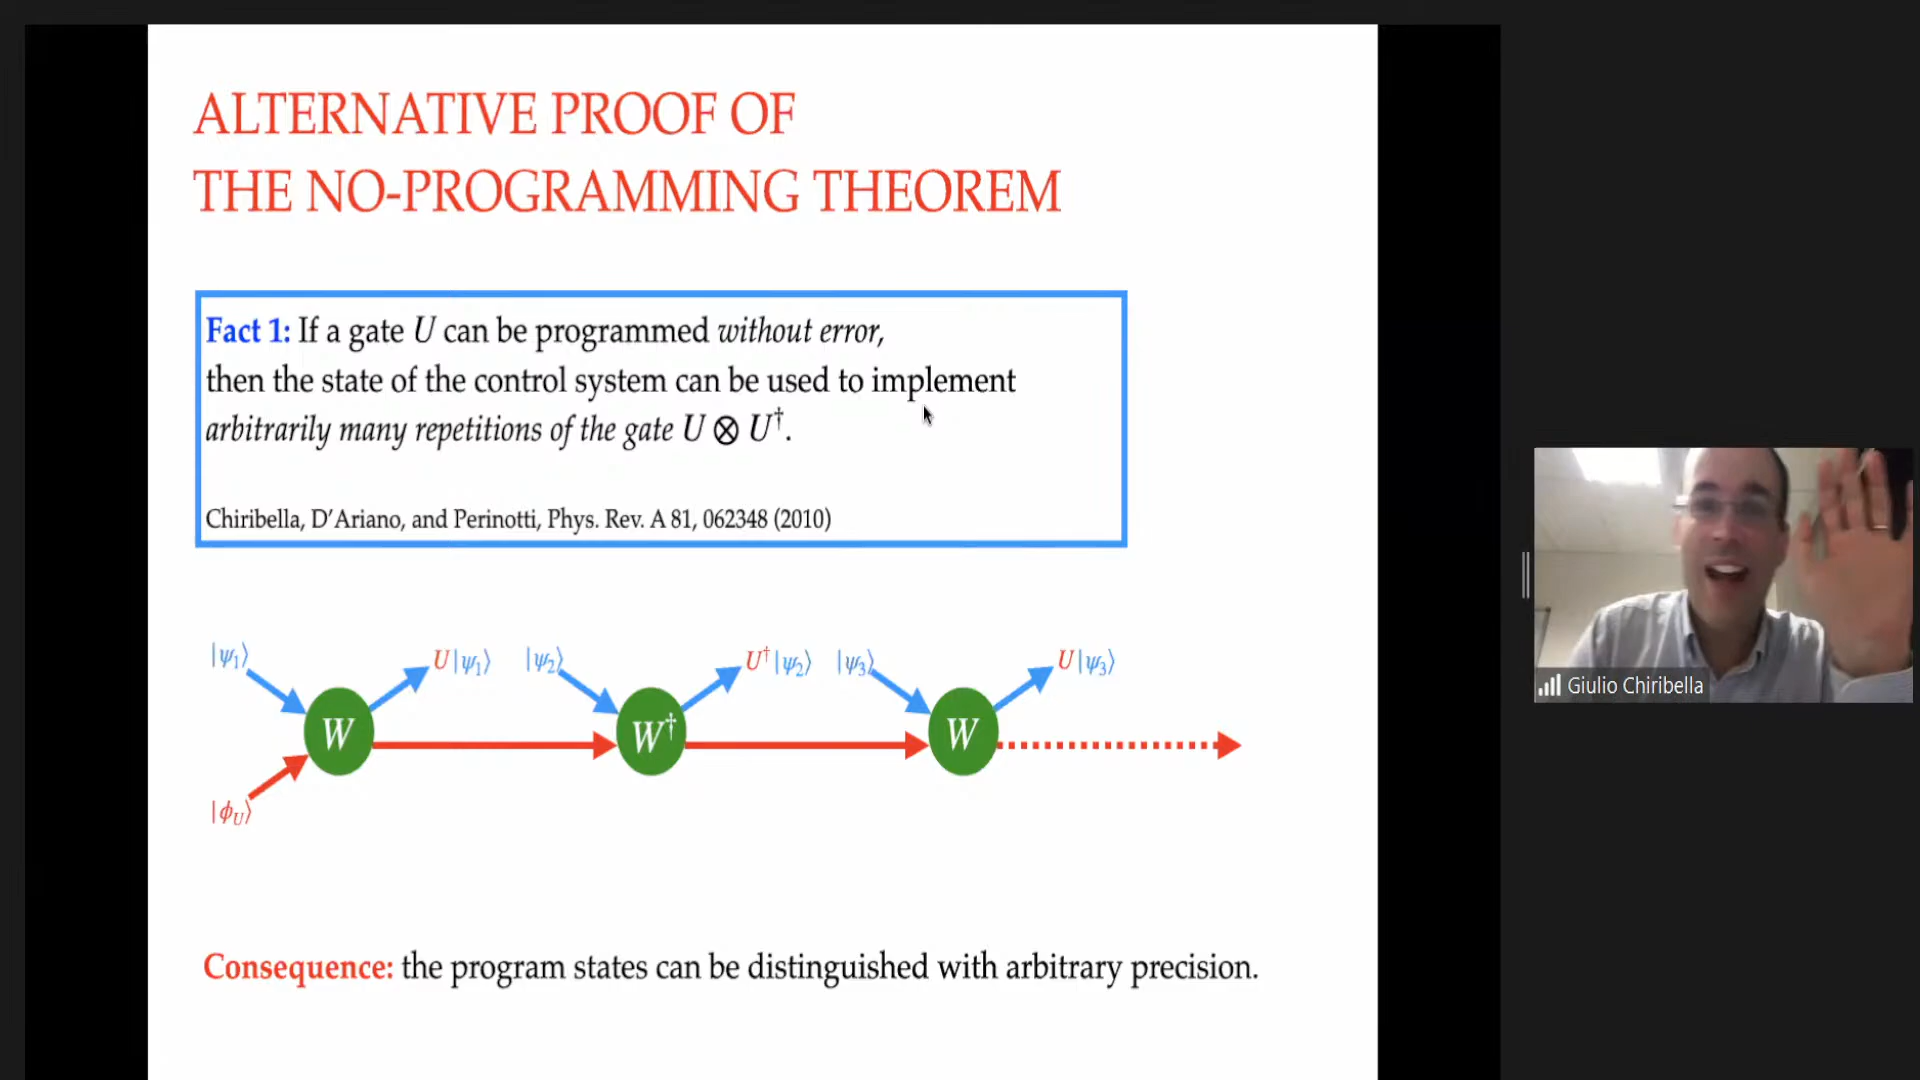 ALTERNATIVE PROOF OF
THE NO-PROGRAMMING THEOREM
Fact 1: If a gate U can be programmed without error,
then the state of the control system can be used to implement
arbitrarily many repetitions of the gate U ⊗ U†.
Chiribella, D'Ariano, and Perinotti, Phys. Rev. A 81, 062348 (2010)
|ψ₁⟩ U|ψ₁⟩ |ψ₂⟩ U†|ψ₂⟩ |ψ₃⟩ U|ψ₃⟩
W W† W
|ϕ_U⟩
Consequence: the program states can be distinguished with arbitrary precision.
Giulio Chiribella